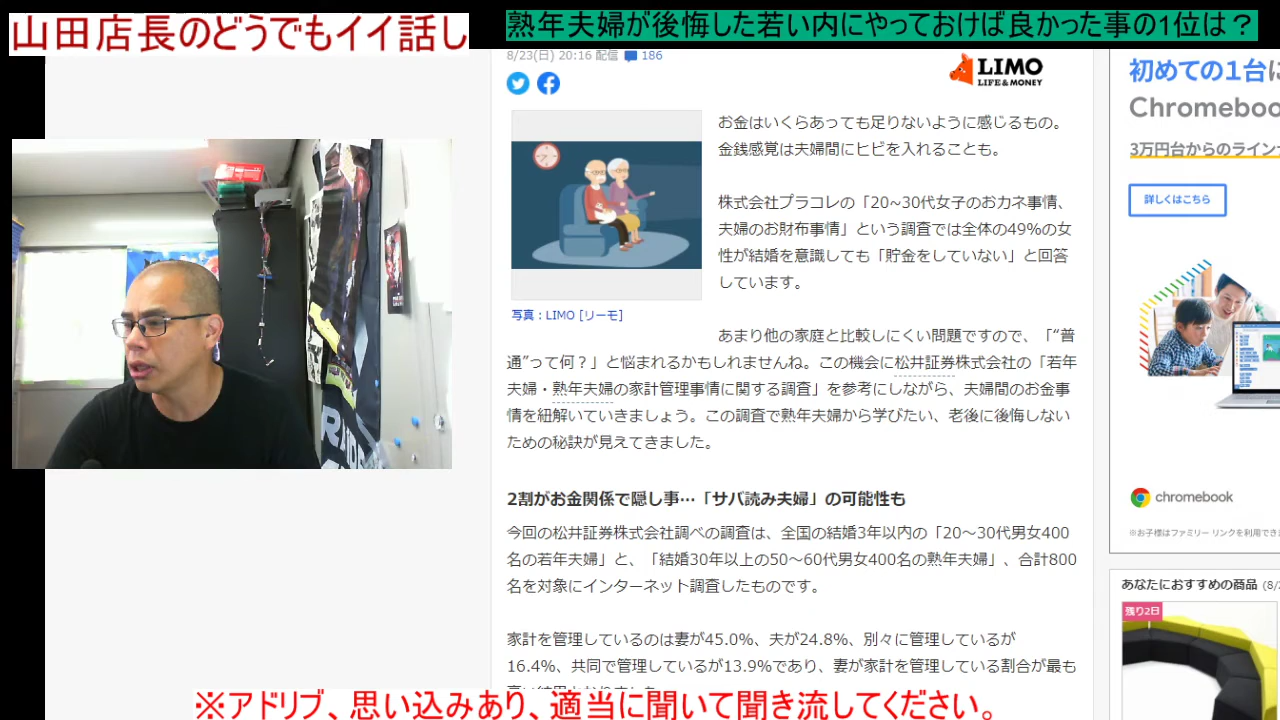 山田店長のどうでもイイ話し
熟年夫婦が後悔した若い内にやっておけば良かった事の1位は？
8/23(日) 20:16 配信 186
LIMO
LIFE & MONEY
お金はいくらあっても足りないように感じるもの。
金銭感覚は夫婦間にヒビを入れることも。
株式会社プラコレの「20~30代女子のおカネ事情、
夫婦のお財布事情」という調査では全体の49%の女
性が結婚を意識しても「貯金をしていない」と回答
しています。
写真：LIMO [リーモ]
あまり他の家庭と比較しにくい問題ですので、「“普
通”って何？」と悩まれるかもしれませんね。この機会に松井証券株式会社の「若年
夫婦・熟年夫婦の家計管理事情に関する調査」を参考にしながら、夫婦間のお金事
情を紐解いていきましょう。この調査で熟年夫婦から学びたい、老後に後悔しない
ための秘訣が見えてきました。
2割がお金関係で隠し事…「サバ読み夫婦」の可能性も
今回の松井証券株式会社調べの調査は、全国の結婚3年以内の「20～30代男女400
名の若年夫婦」と、「結婚30年以上の50～60代男女400名の熟年夫婦」、合計800
名を対象にインターネット調査したものです。
家計を管理しているのは妻が45.0%、夫が24.8%、別々に管理しているが
16.4%、共同で管理しているが13.9%であり、妻が家計を管理している割合が最も
初めての1台に
Chromeboo
3万円台からのライン
詳しくはこちら
chromebook
※お子様はファミリー リンクを利用でき
あなたにおすすめの商品 (8/
残り2日
※アドリブ、思い込みあり、適当に聞いて聞き流してください。